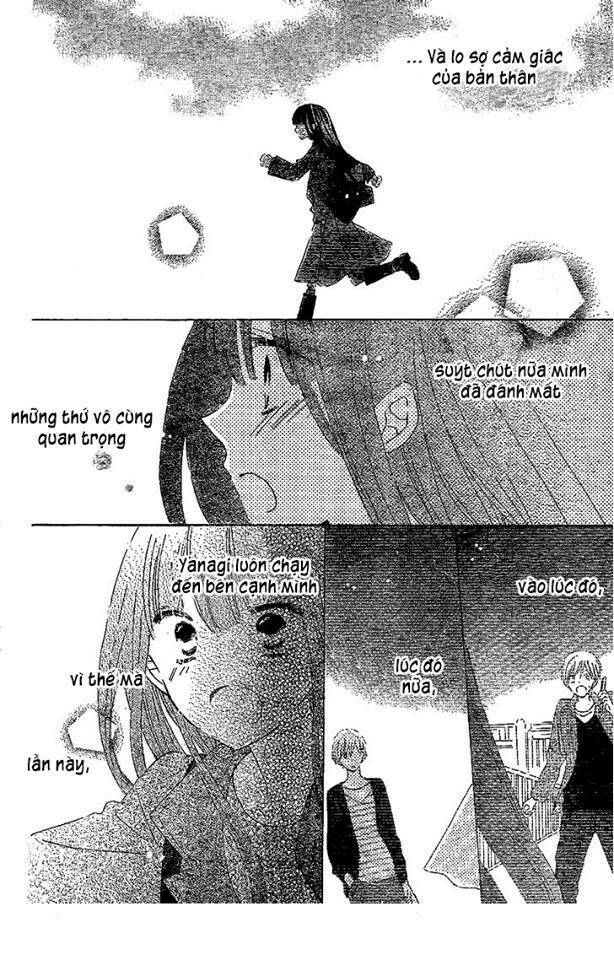 ... Và lo sợ cảm giác
của bản thân
suýt chút nữa mình
đã đánh mất
những thứ vô cùng
quan trọng
vào lúc đó,
lúc đó
nữa,
Yanagi luôn chạy
đến bên cạnh mình
vì thế mà
lần này,